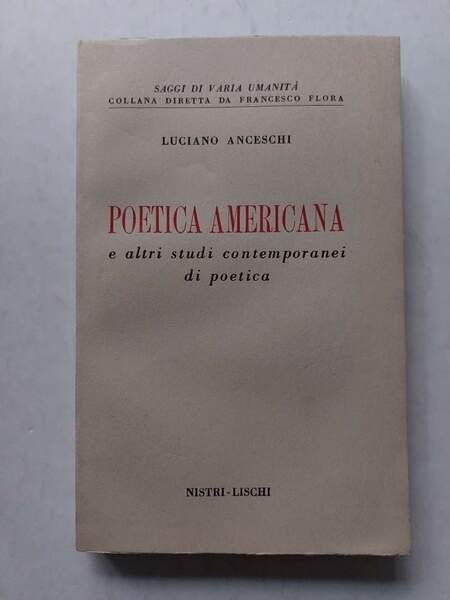 SAGGI DI VARIA UMANITÁ
COLLANA DIRETTA DA FRANCESCO FLORA
LUCIANO ANCESCHI
POETICA AMERICANA
e altri studi contemporanei
di poetica
NISTRI-LISCHI